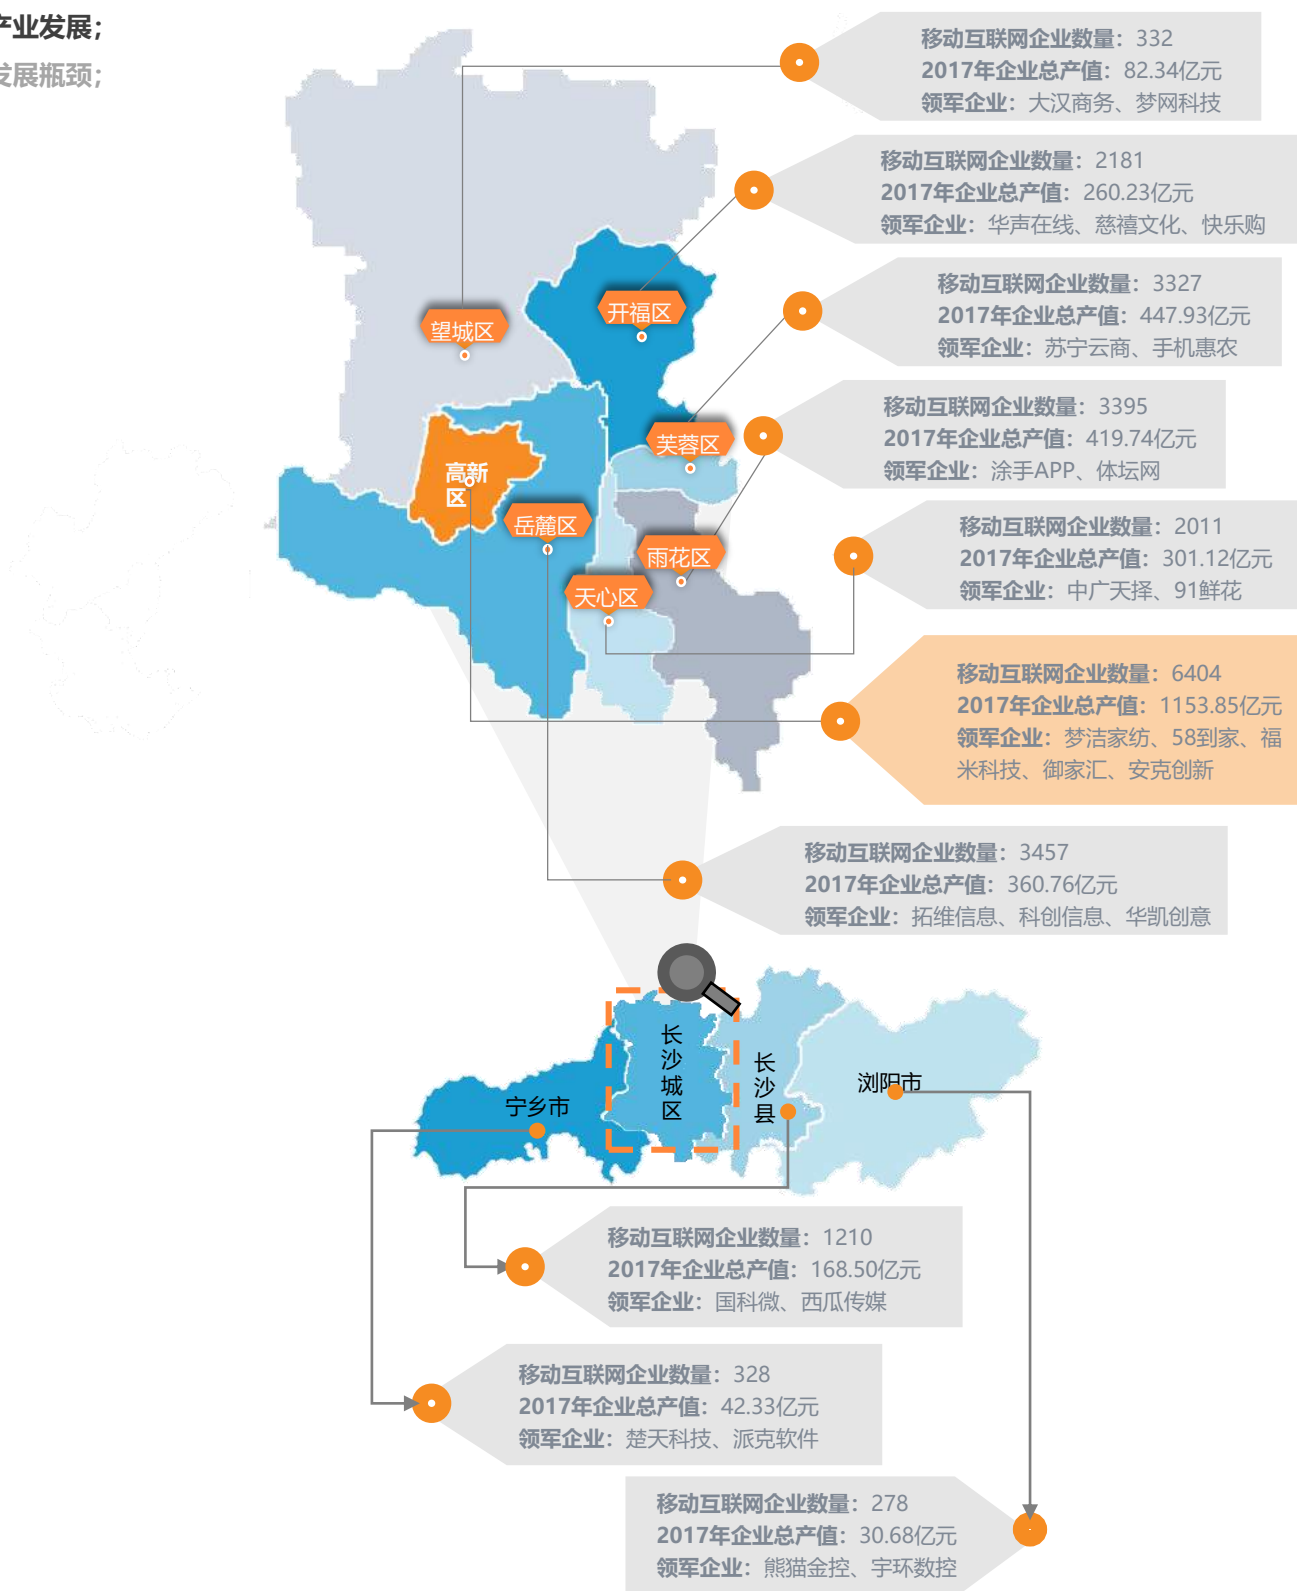 产业发展；
发展瓶颈；
移动互联网企业数量：332
2017年企业总产值：82.34亿元
领军企业：大汉商务、梦网科技
移动互联网企业数量：2181
2017年企业总产值：260.23亿元
领军企业：华声在线、慈禧文化、快乐购
移动互联网企业数量：3327
2017年企业总产值：447.93亿元
领军企业：苏宁云商、手机惠农
移动互联网企业数量：3395
2017年企业总产值：419.74亿元
领军企业：涂手APP、体坛网
移动互联网企业数量：2011
2017年企业总产值：301.12亿元
领军企业：中广天择、91鲜花
移动互联网企业数量：6404
2017年企业总产值：1153.85亿元
领军企业：梦洁家纺、58到家、福
米科技、御家汇、安克创新
移动互联网企业数量：3457
2017年企业总产值：360.76亿元
领军企业：拓维信息、科创信息、华凯创意
望城区
开福区
芙蓉区
高新
区
岳麓区
雨花区
天心区
长沙城区
长沙县
浏阳市
宁乡市
移动互联网企业数量：1210
2017年企业总产值：168.50亿元
领军企业：国科微、西瓜传媒
移动互联网企业数量：328
2017年企业总产值：42.33亿元
领军企业：楚天科技、派克软件
移动互联网企业数量：278
2017年企业总产值：30.68亿元
领军企业：熊猫金控、宇环数控